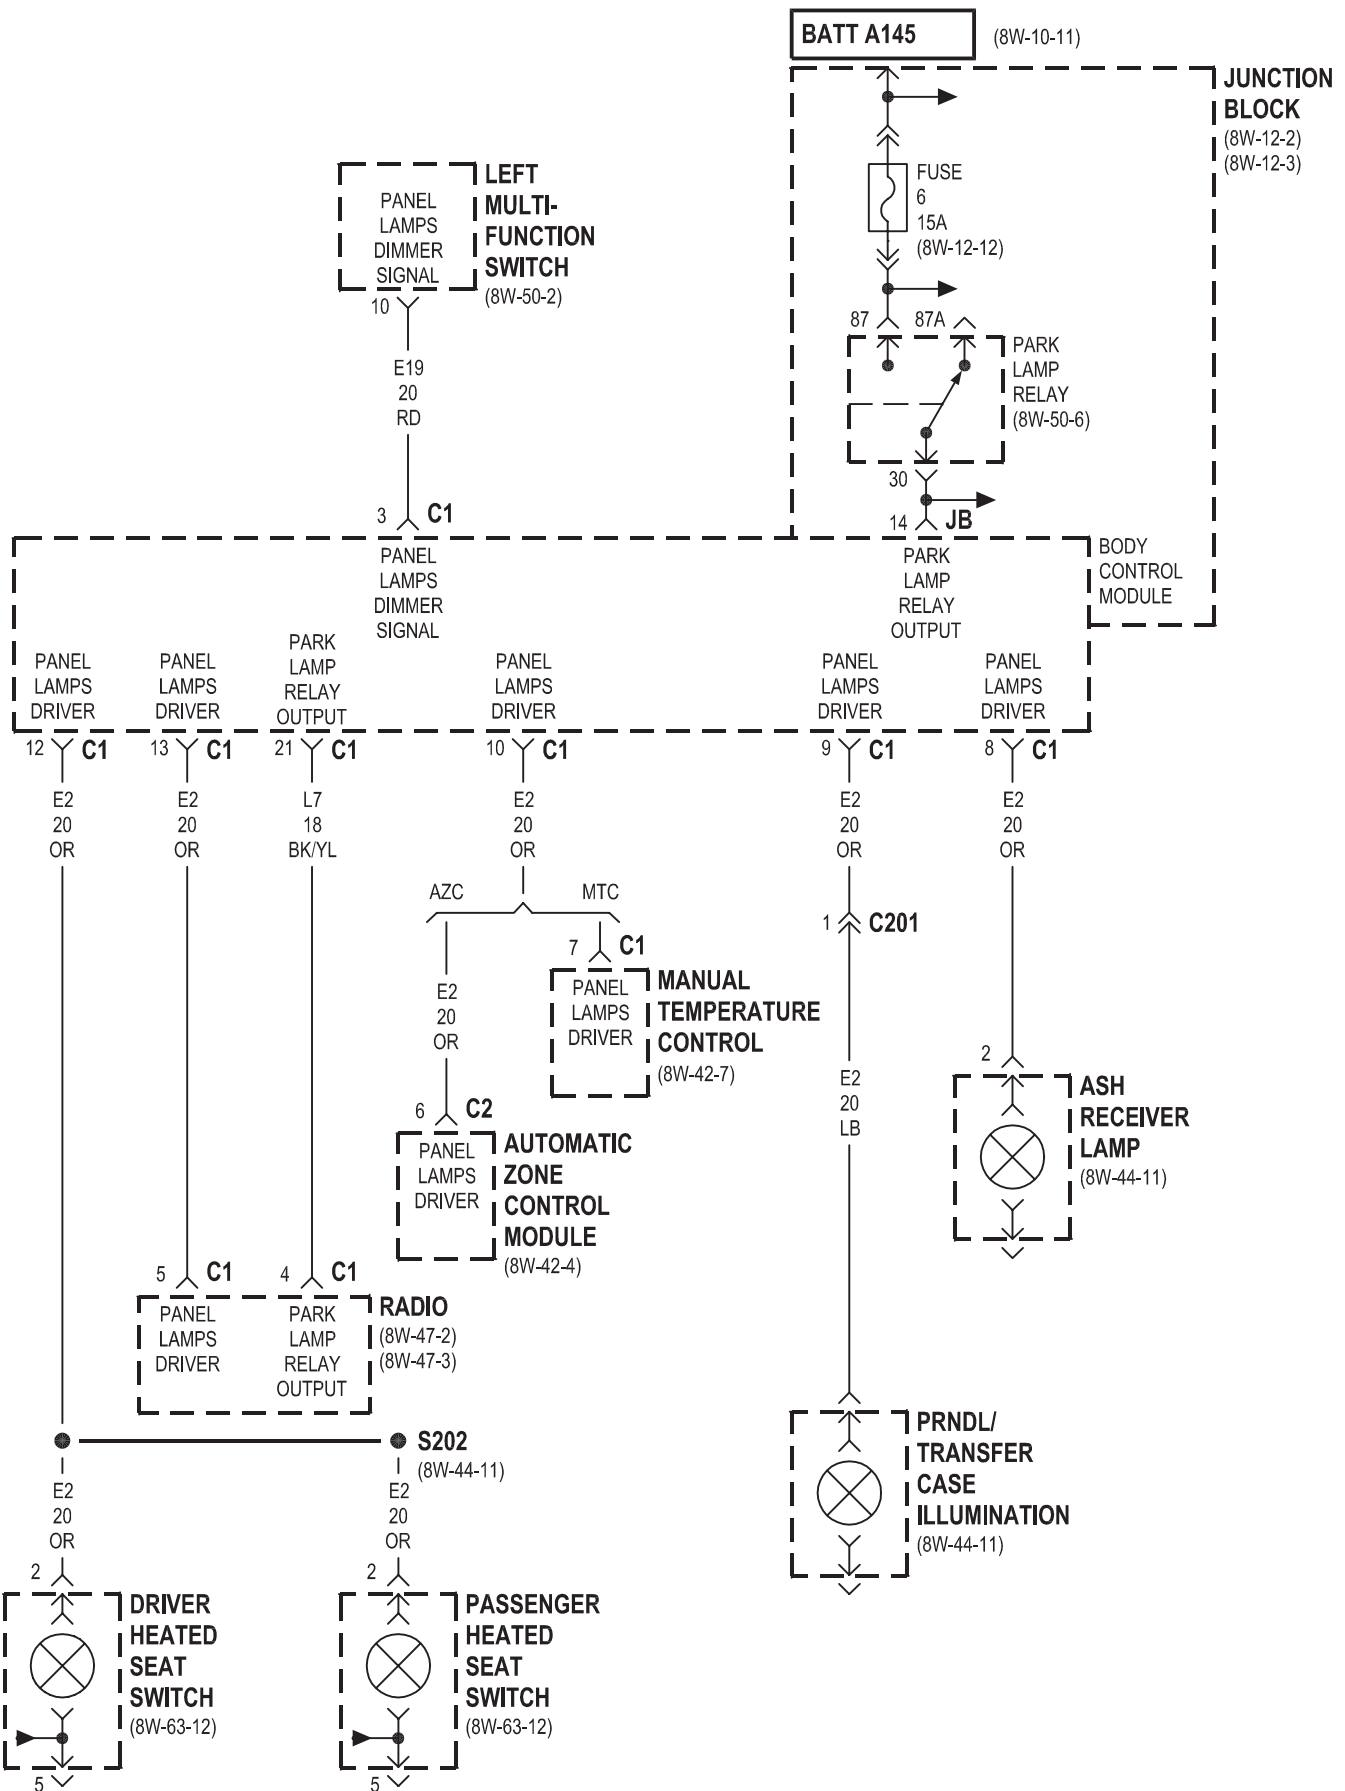 BATT A145
(8W-10-11)
JUNCTION
BLOCK
(8W-12-2)
(8W-12-3)
FUSE
6
15A
(8W-12-12)
LEFT
MULTI-
FUNCTION
SWITCH
(8W-50-2)
PANEL
LAMPS
DIMMER
SIGNAL
10
E19
20
RD
3 C1
87 87A
PARK
LAMP
RELAY
(8W-50-6)
30
14 JB
BODY
CONTROL
MODULE
PANEL
LAMPS
DIMMER
SIGNAL
PARK
LAMP
RELAY
OUTPUT
PANEL
LAMPS
DRIVER
PANEL
LAMPS
DRIVER
PARK
LAMP
RELAY
OUTPUT
PANEL
LAMPS
DRIVER
PANEL
LAMPS
DRIVER
PANEL
LAMPS
DRIVER
12 C1
13 C1
21 C1
10 C1
9 C1
8 C1
E2
20
OR
E2
20
OR
L7
18
BK/YL
E2
20
OR
E2
20
OR
E2
20
OR
AZC
MTC
1 C201
7 C1
PANEL
LAMPS
DRIVER
MANUAL
TEMPERATURE
CONTROL
(8W-42-7)
E2
20
OR
6 C2
PANEL
LAMPS
DRIVER
AUTOMATIC
ZONE
CONTROL
MODULE
(8W-42-4)
E2
20
LB
2
ASH
RECEIVER
LAMP
(8W-44-11)
5 C1
4 C1
PANEL
LAMPS
DRIVER
PARK
LAMP
RELAY
OUTPUT
RADIO
(8W-47-2)
(8W-47-3)
S202
(8W-44-11)
PRNDL/
TRANSFER
CASE
ILLUMINATION
(8W-44-11)
E2
20
OR
E2
20
OR
2
DRIVER
HEATED
SEAT
SWITCH
(8W-63-12)
5
2
PASSENGER
HEATED
SEAT
SWITCH
(8W-63-12)
5